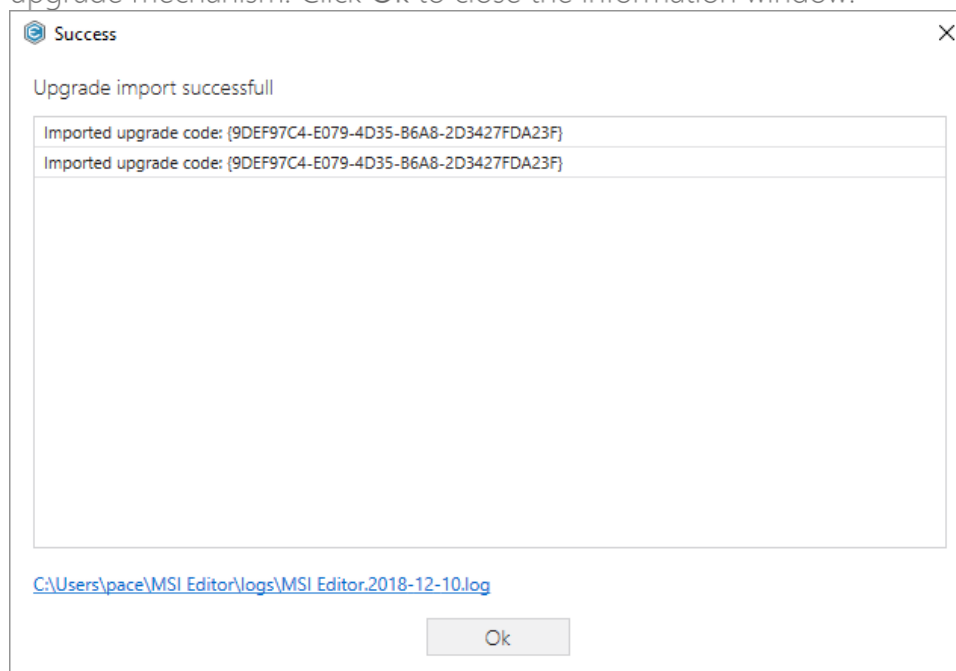 upgrade mechanism. Click Ok to close the information window.
Success
Upgrade import successfull
Imported upgrade code: {9DEF97C4-E079-4D35-B6A8-2D3427FDA23F}
Imported upgrade code: {9DEF97C4-E079-4D35-B6A8-2D3427FDA23F}
C:\Users\pace\MSI Editor\logs\MSI Editor.2018-12-10.log
Ok